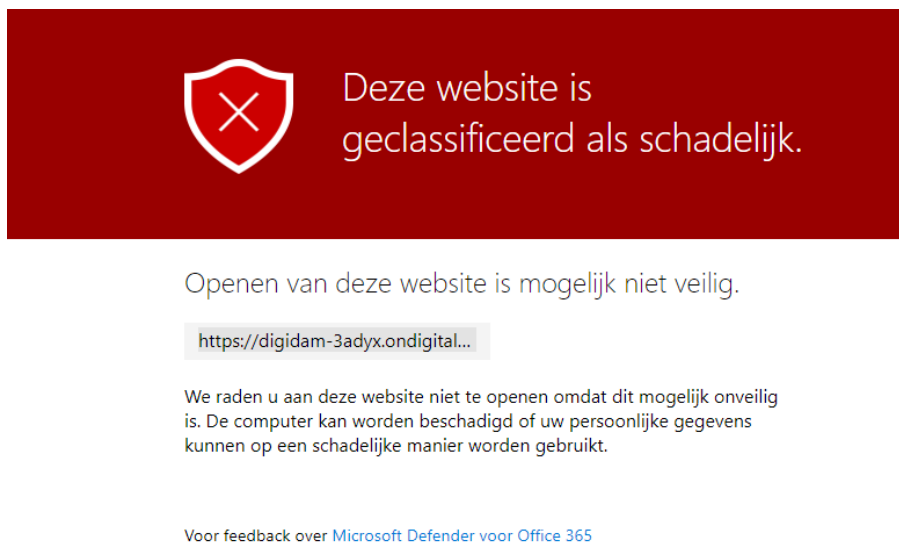 Deze website is
geclassificeerd als schadelijk.
Openen van deze website is mogelijk niet veilig.
https://digidam-3adyx.ondigital...
We raden u aan deze website niet te openen omdat dit mogelijk onveilig
is. De computer kan worden beschadigd of uw persoonlijke gegevens
kunnen op een schadelijke manier worden gebruikt.
Voor feedback over Microsoft Defender voor Office 365